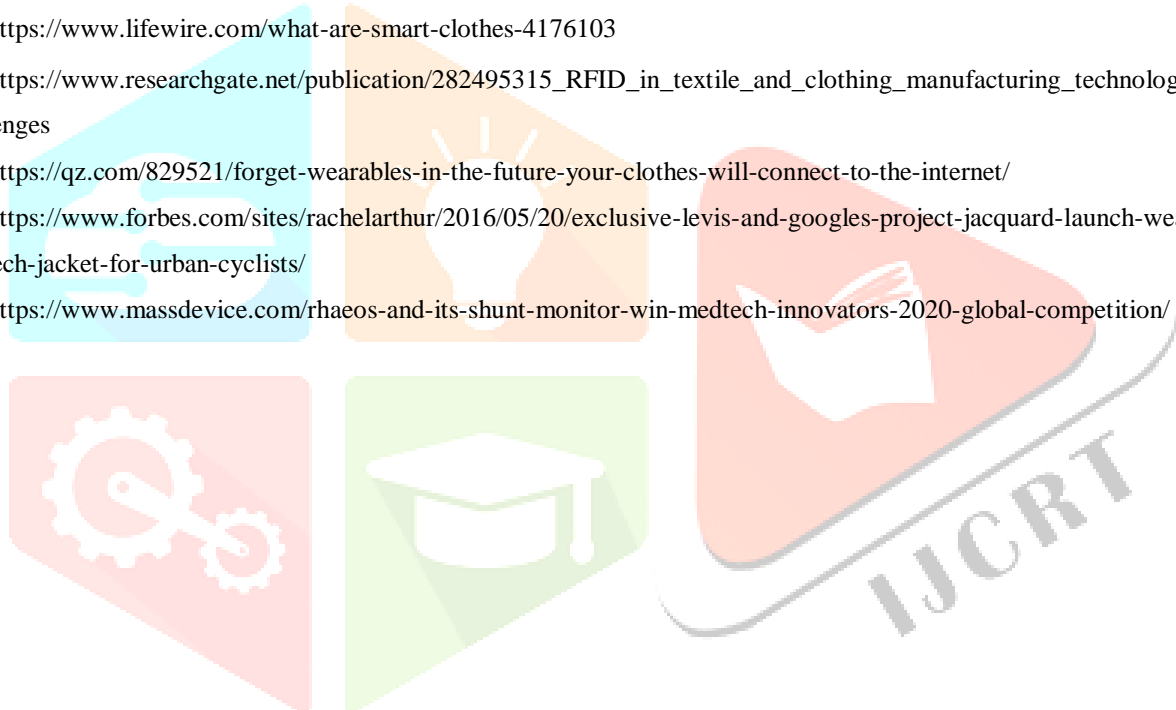 ttps://www.lifewire.com/what-are-smart-clothes-4176103
ttps://www.researchgate.net/publication/282495315_RFID_in_textile_and_clothing_manufacturing_technolog
enges
ttps://qz.com/829521/forget-wearables-in-the-future-your-clothes-will-connect-to-the-internet/
ttps://www.forbes.com/sites/rachelarthur/2016/05/20/exclusive-levis-and-googles-project-jacquard-launch-we
ech-jacket-for-urban-cyclists/
ttps://www.massdevice.com/rhaeos-and-its-shunt-monitor-win-medtech-innovators-2020-global-competition/
IJCRT